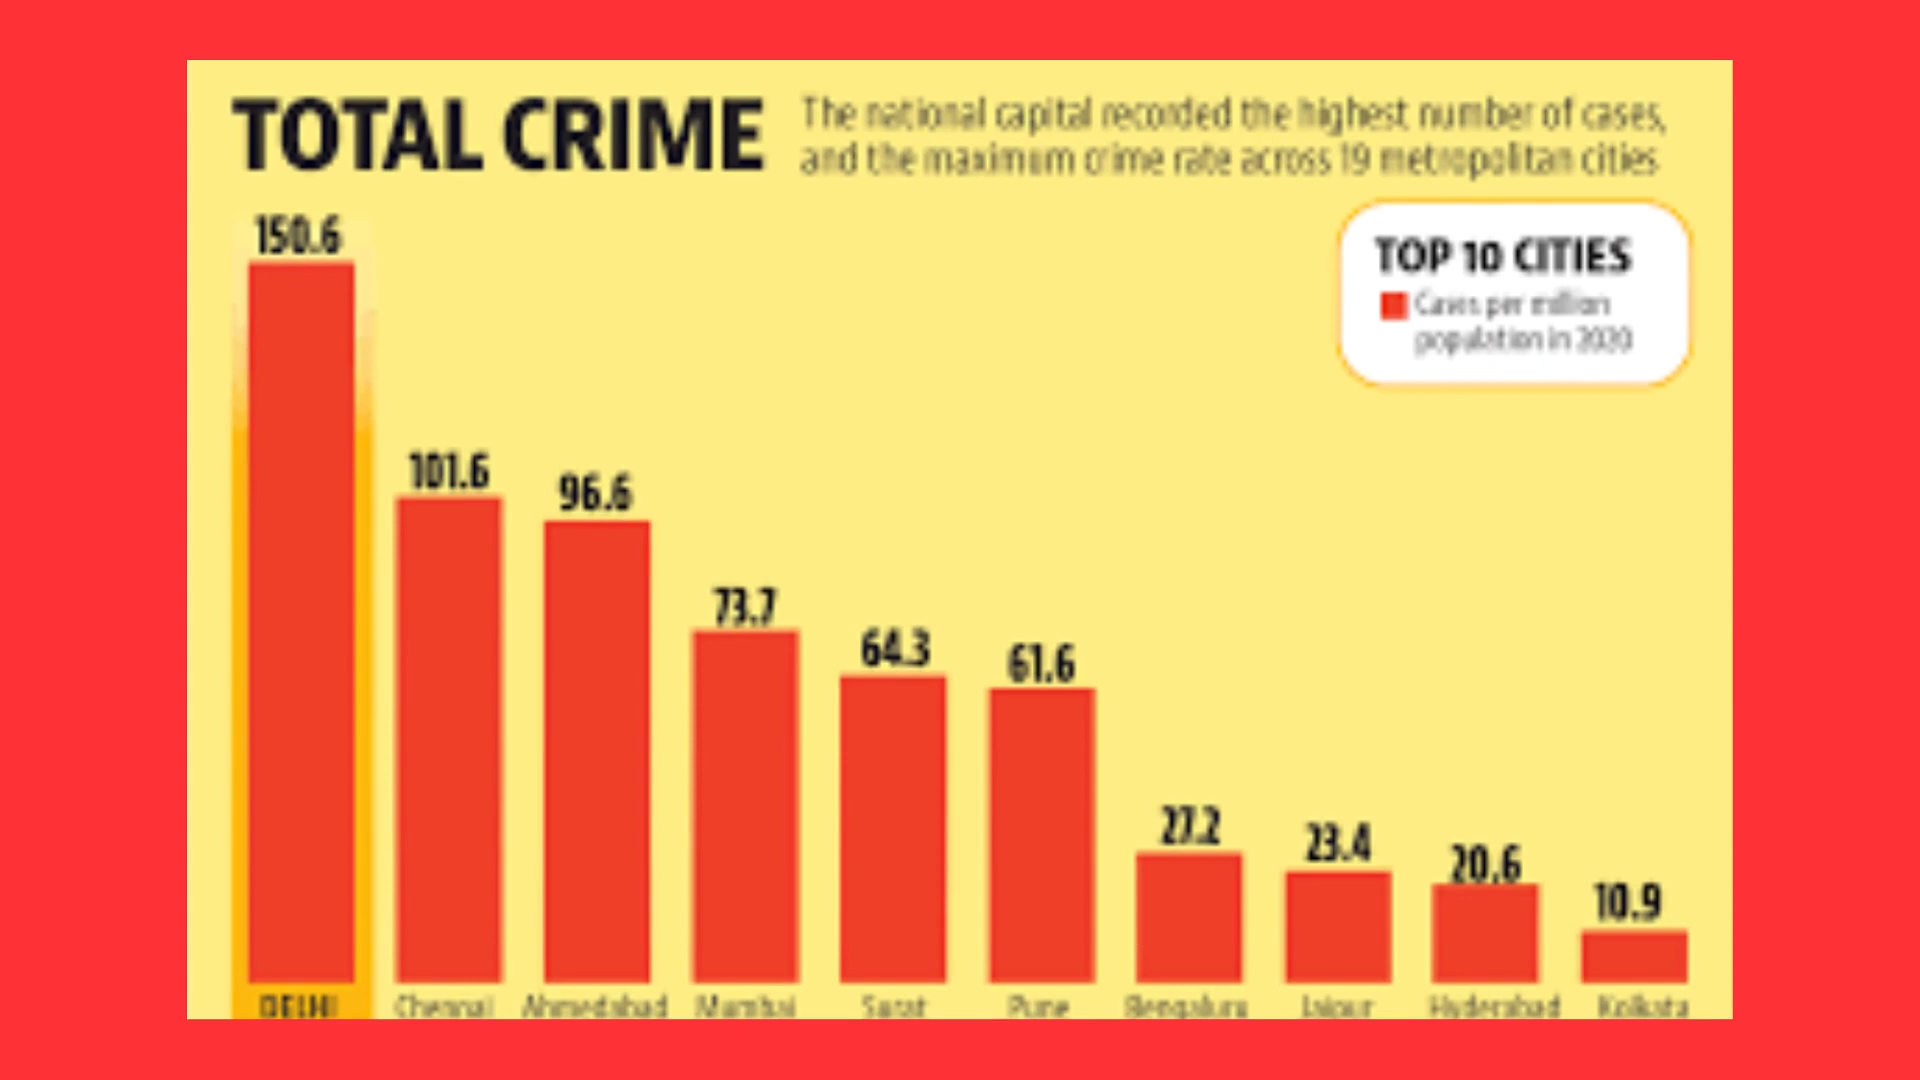 TOTAL CRIME
The national capital recorded the highest number of cases,
and the maximum crime rate across 19 metropolitan cities
TOP 10 CITIES
Cases per million
population in 2020
150.6
101.6
96.6
73.7
64.3
61.6
27.2
23.4
20.6
10.9
DELHI Chennai Ahmedabad Mumbai Surat Pune Bengaluru Jaipur Hyderabad Kolkata